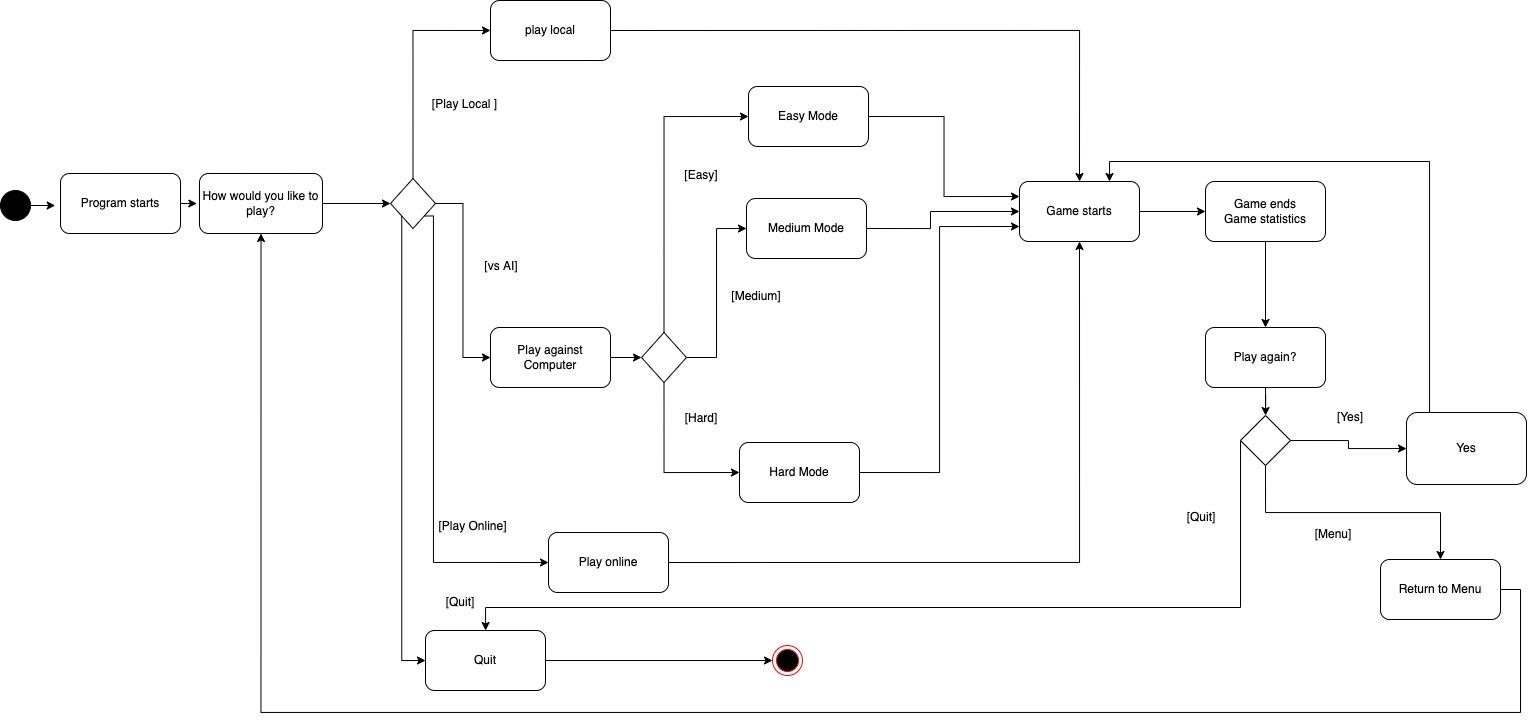 play local
[Play Local ]
Easy Mode
[Easy]
Program starts
How would you like to
play?
Medium Mode
Game starts
Game ends
Game statistics
[vs AI]
[Medium]
Play against
Computer
Play again?
[Hard]
[Yes]
Yes
Hard Mode
[Play Online]
[Quit]
[Menu]
Play online
Return to Menu
[Quit]
Quit